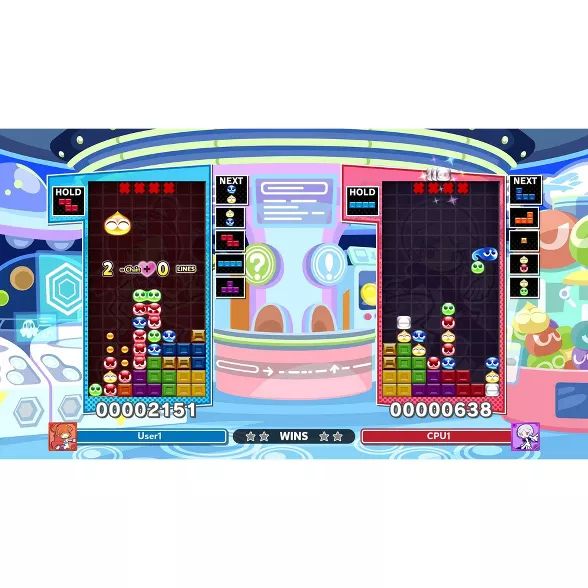 HOLD
NEXT
HOLD
NEXT
2 -Chain + 0 LINES
00002151
00000638
User1
WINS
CPU1